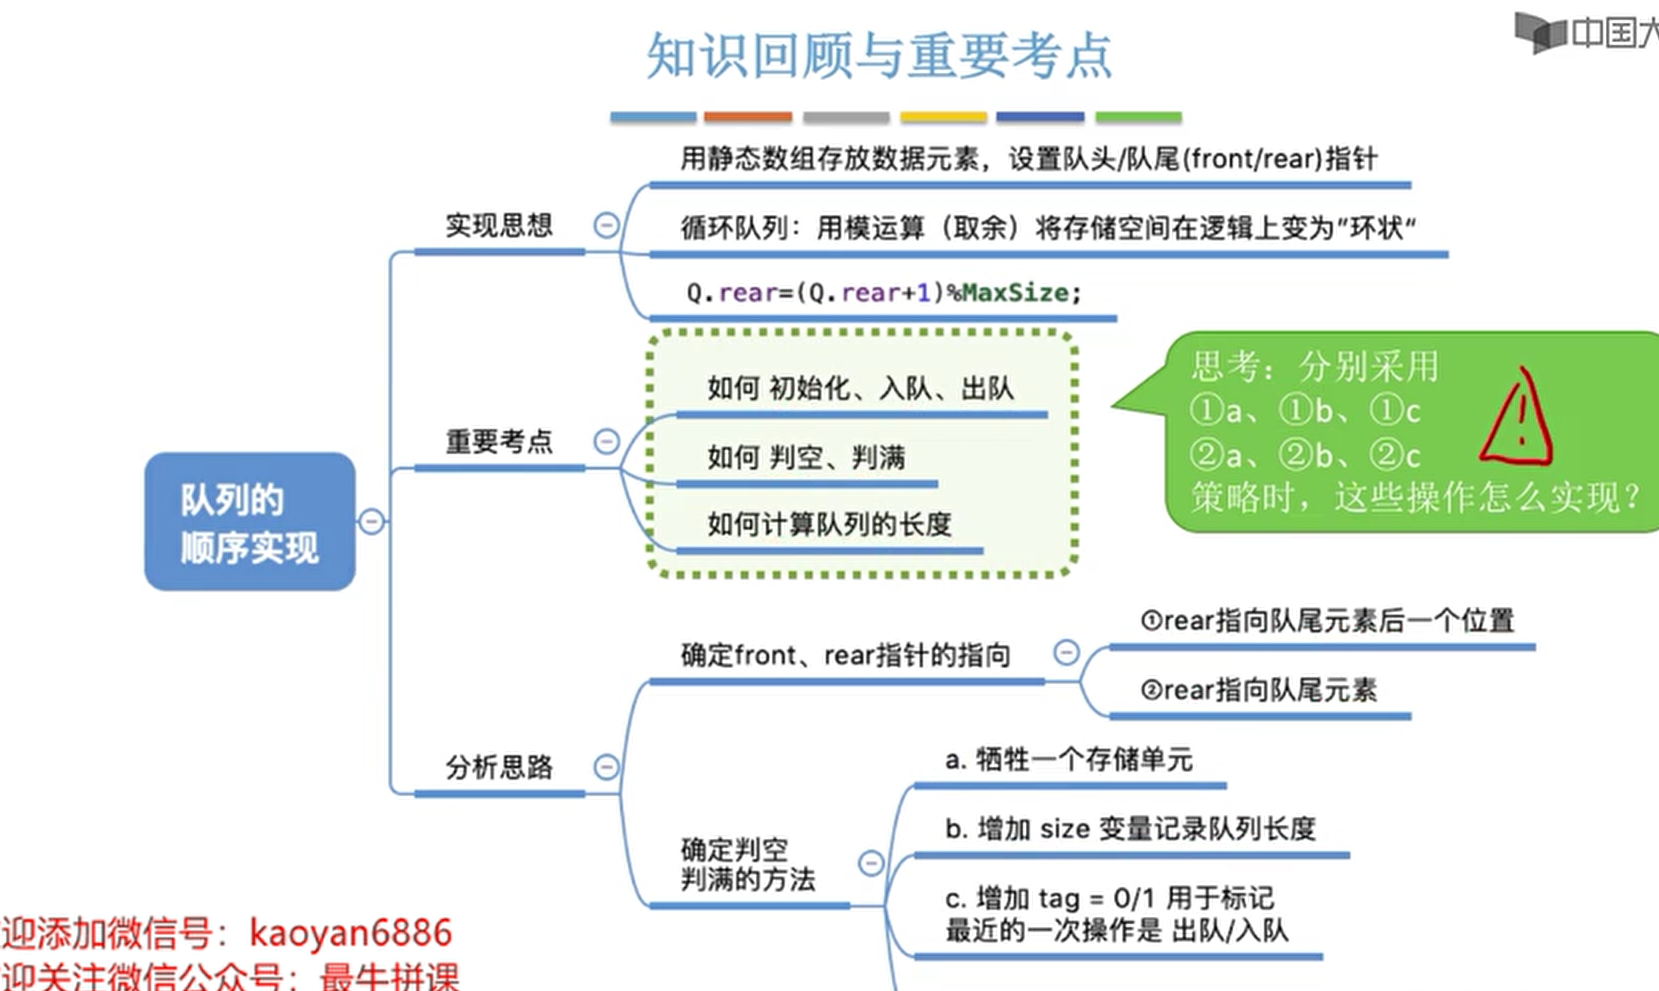 知识回顾与重要考点
中国大
用静态数组存放数据元素，设置队头/队尾(front/rear)指针
实现思想
循环队列：用模运算（取余）将存储空间在逻辑上变为"环状"
Q.rear=(Q.rear+1)%MaxSize;
如何 初始化、入队、出队
重要考点
如何 判空、判满
如何计算队列的长度
思考：分别采用
①a、①b、①c
②a、②b、②c
策略时，这些操作怎么实现？
队列的
顺序实现
确定front、rear指针的指向
①rear指向队尾元素后一个位置
②rear指向队尾元素
分析思路
确定判空
判满的方法
a. 牺牲一个存储单元
b. 增加 size 变量记录队列长度
c. 增加 tag = 0/1 用于标记
最近的一次操作是 出队/入队
迎添加微信号：kaoyan6886
迎关注微信公众号：最牛拼课